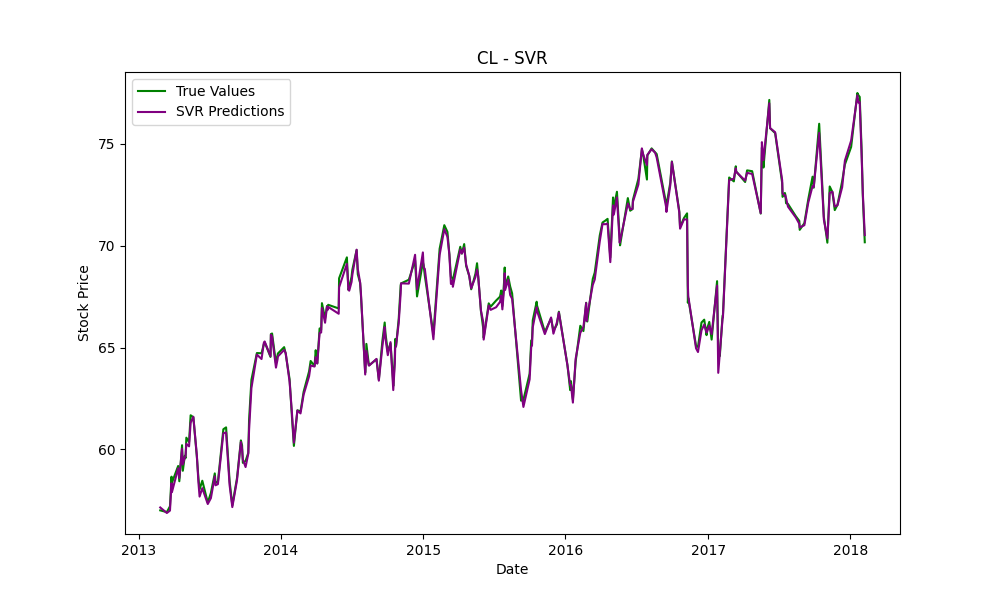 CL - SVR
True Values
SVR Predictions
Stock Price
75
70
65
60
2013 2014 2015 2016 2017 2018
Date